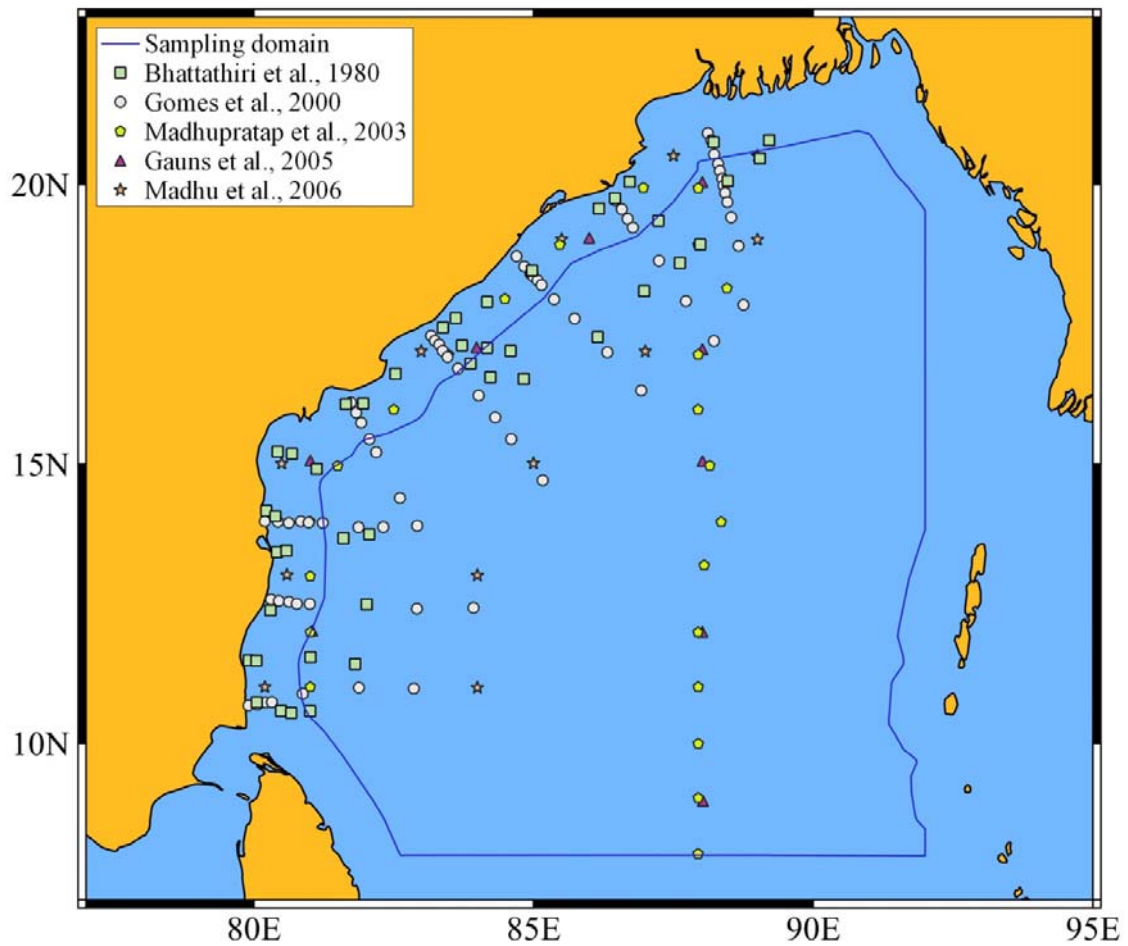 Sampling domain
Bhattathiri et al., 1980
Gomes et al., 2000
Madhupratap et al., 2003
Gauns et al., 2005
Madhu et al., 2006
20N
15N
10N
80E
85E
90E
95E